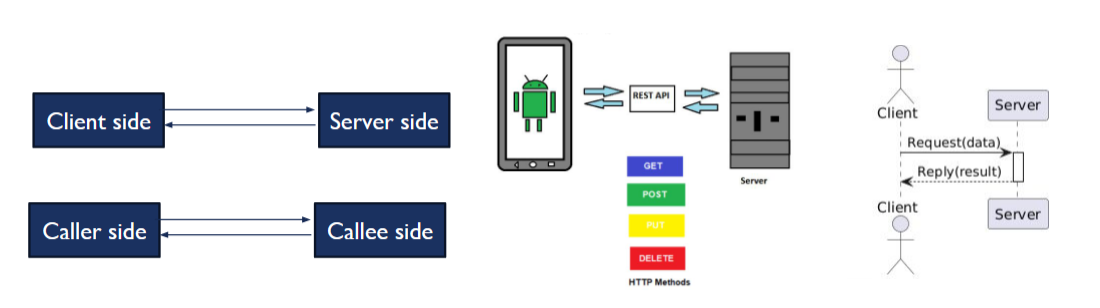 Client side
Server side
Caller side
Callee side
REST API
GET
POST
PUT
DELETE
HTTP Methods
Server
Client
Server
Request(data)
Reply(result)
Client
Server